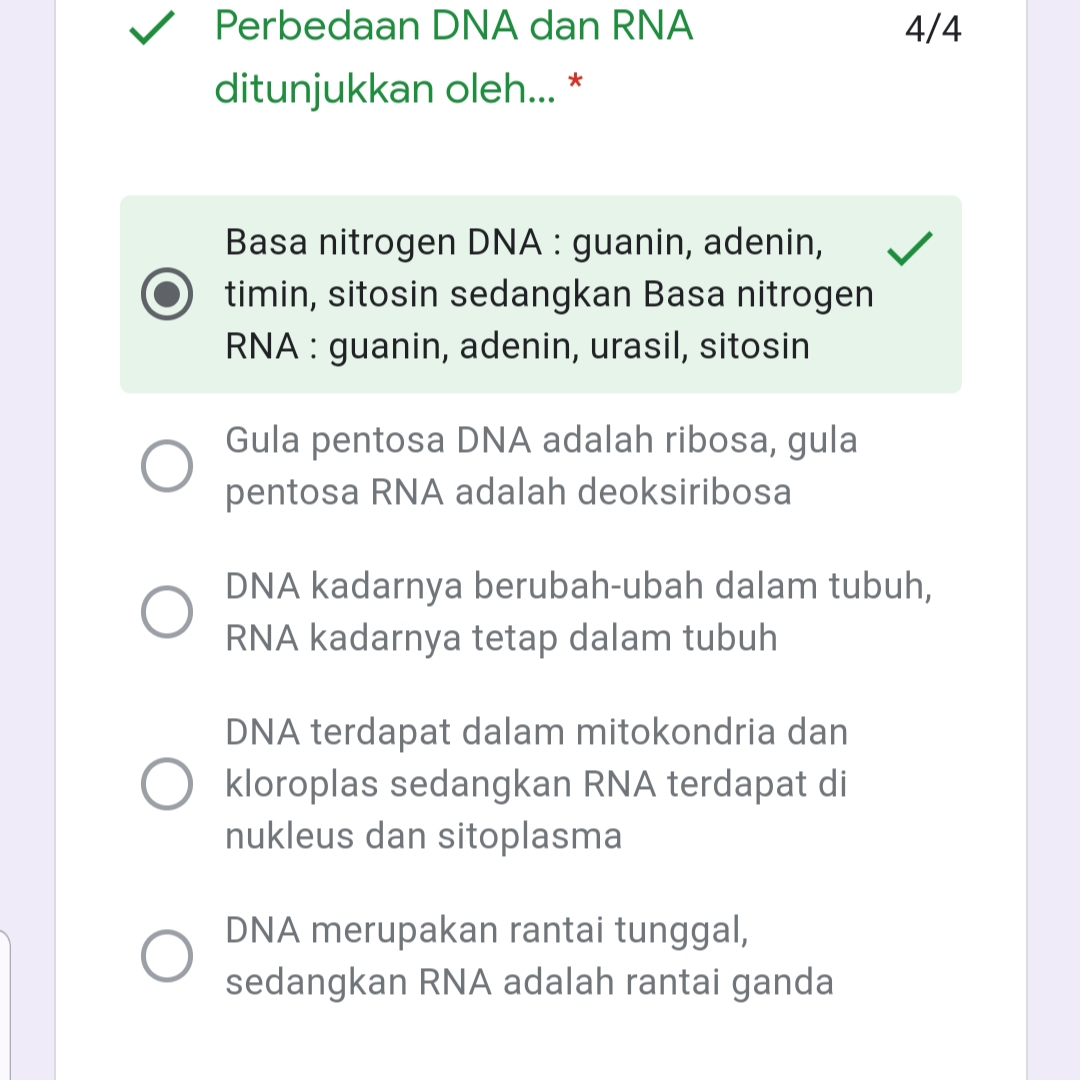 Perbedaan DNA dan RNA 4/4
ditunjukkan oleh... *
Basa nitrogen DNA : guanin, adenin,
timin, sitosin sedangkan Basa nitrogen
RNA : guanin, adenin, urasil, sitosin
Gula pentosa DNA adalah ribosa, gula
pentosa RNA adalah deoksiribosa
DNA kadarnya berubah-ubah dalam tubuh,
RNA kadarnya tetap dalam tubuh
DNA terdapat dalam mitokondria dan
kloroplas sedangkan RNA terdapat di
nukleus dan sitoplasma
DNA merupakan rantai tunggal,
sedangkan RNA adalah rantai ganda